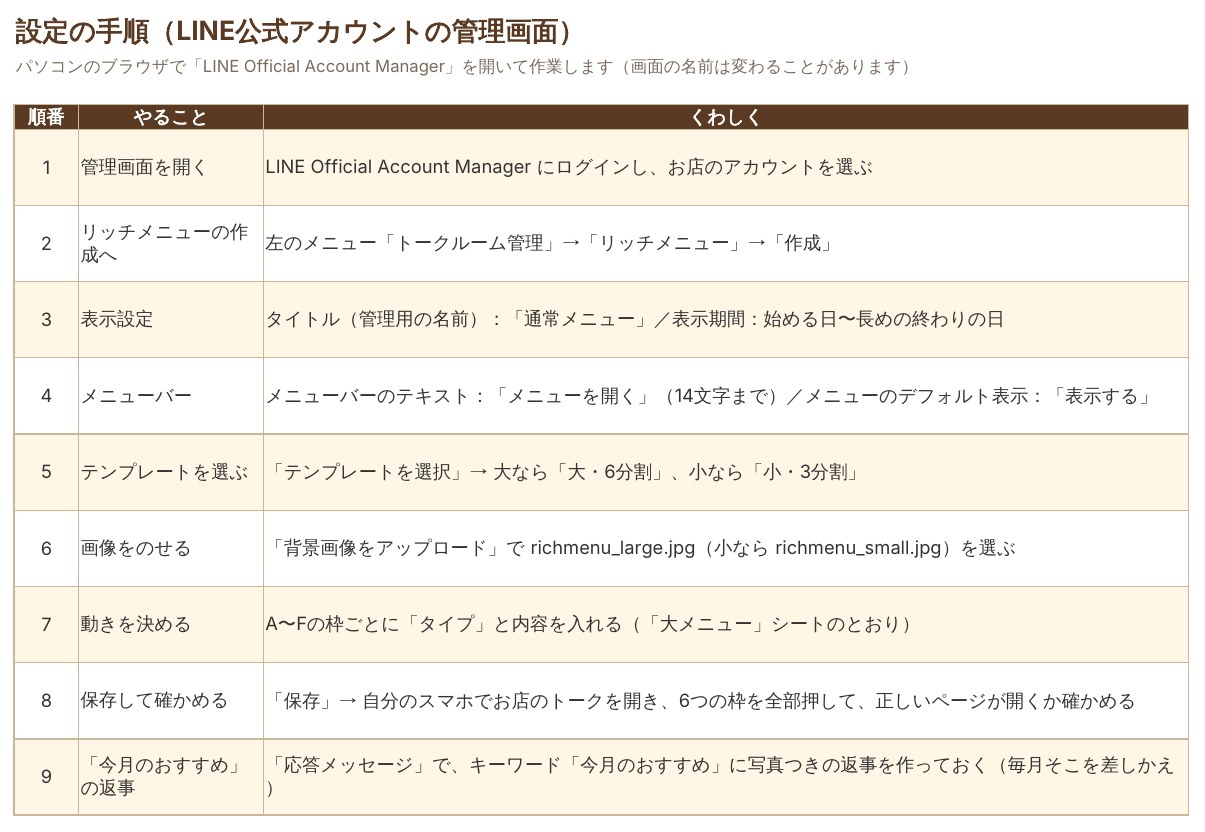 設定の手順（LINE公式アカウントの管理画面）
パソコンのブラウザで「LINE Official Account Manager」を開いて作業します（画面の名前は変わることがあります）
順番 やること くわしく
1 管理画面を開く LINE Official Account Manager にログインし、お店のアカウントを選ぶ
2 リッチメニューの作成へ 左のメニュー「トークルーム管理」→「リッチメニュー」→「作成」
3 表示設定 タイトル（管理用の名前）：「通常メニュー」／表示期間：始める日〜長めの終わりの日
4 メニューバー メニューバーのテキスト：「メニューを開く」（14文字まで）／メニューのデフォルト表示：「表示する」
5 テンプレートを選ぶ 「テンプレートを選択」→ 大なら「大・6分割」、小なら「小・3分割」
6 画像をのせる 「背景画像をアップロード」で richmenu_large.jpg（小なら richmenu_small.jpg）を選ぶ
7 動きを決める A〜Fの枠ごとに「タイプ」と内容を入れる（「大メニュー」シートのとおり）
8 保存して確かめる 「保存」→ 自分のスマホでお店のトークを開き、6つの枠を全部押して、正しいページが開くか確かめる
9 「今月のおすすめ」の返事 「応答メッセージ」で、キーワード「今月のおすすめ」に写真つきの返事を作っておく（毎月そこを差しかえ）